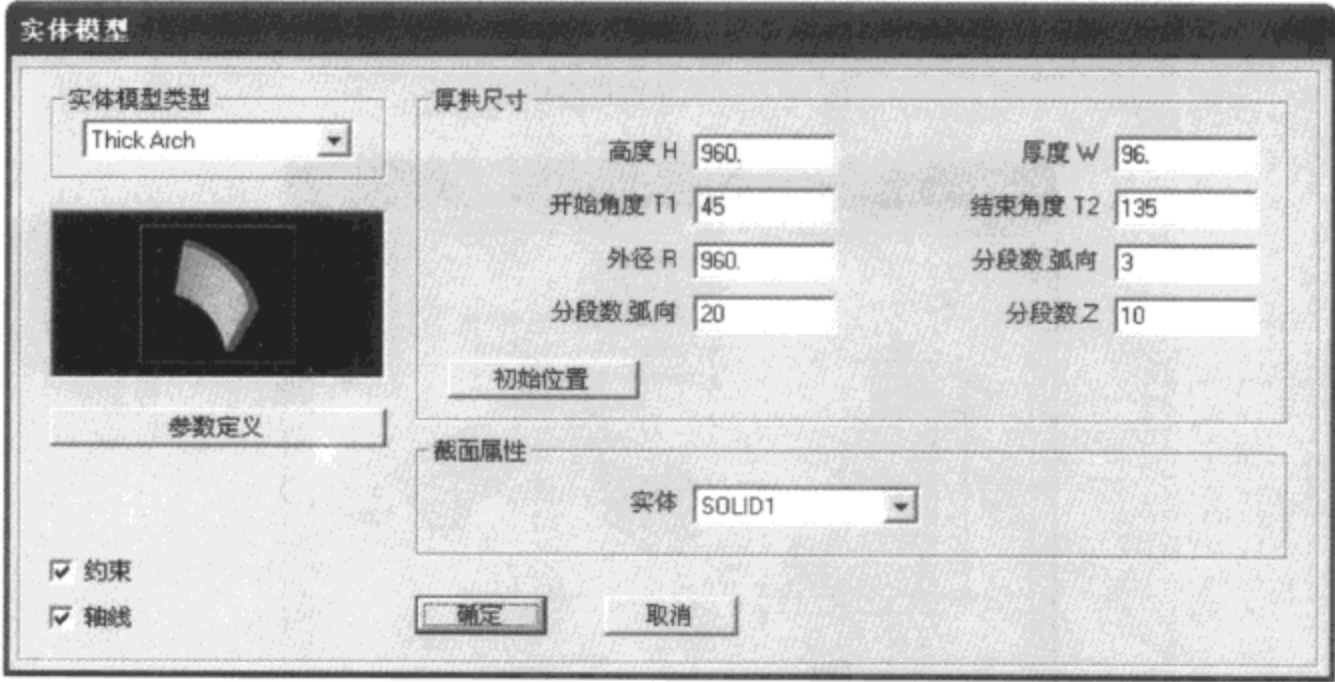 实体模型
实体模型类型
Thick Arch
参数定义
约束
轴线
厚拱尺寸
高度 H 960. 厚度 W 96.
开始角度 T1 45 结束角度 T2 135
外径 R 960. 分段数,弧向 3
分段数,弧向 20 分段数,Z 10
初始位置
截面属性
实体 SOLID1
确定 取消